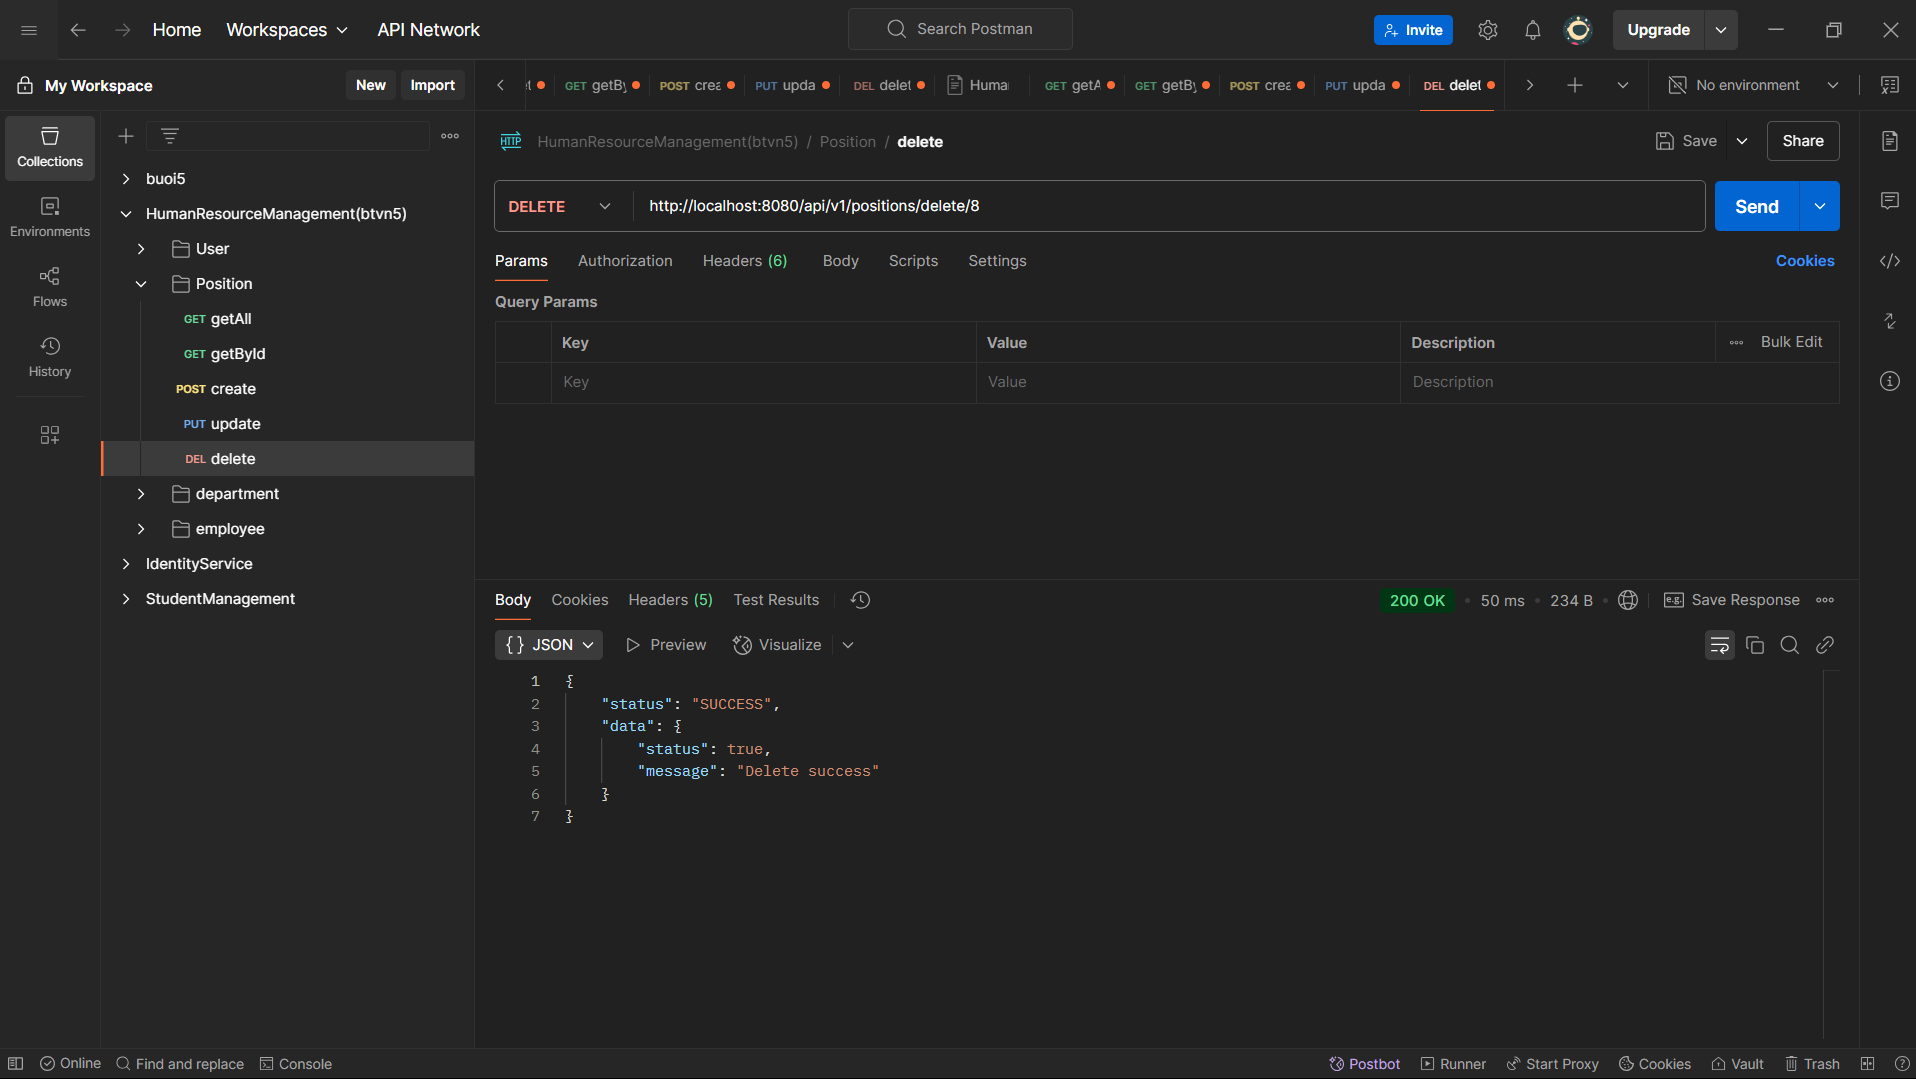 Home Workspaces API Network Search Postman Invite Upgrade
My Workspace New Import
GET getBy POST crea PUT upda DEL delet Huma GET getA GET getBy POST crea PUT upda DEL delet No environment
Collections
Environments
Flows
History
buoi5
HumanResourceManagement(btvn5)
User
Position
GET getAll
GET getById
POST create
PUT update
DEL delete
department
employee
IdentityService
StudentManagement
HTTP HumanResourceManagement(btvn5) / Position / delete Save Share
DELETE http://localhost:8080/api/v1/positions/delete/8 Send
Params Authorization Headers (6) Body Scripts Settings Cookies
Query Params
Key Value Description Bulk Edit
Key Value Description
Body Cookies Headers (5) Test Results 200 OK • 50 ms • 234 B • e.g. Save Response
{} JSON Preview Visualize
1 {
2 "status": "SUCCESS",
3 "data": {
4 "status": true,
5 "message": "Delete success"
6 }
7 }
Online Find and replace Console Postbot Runner Start Proxy Cookies Vault Trash